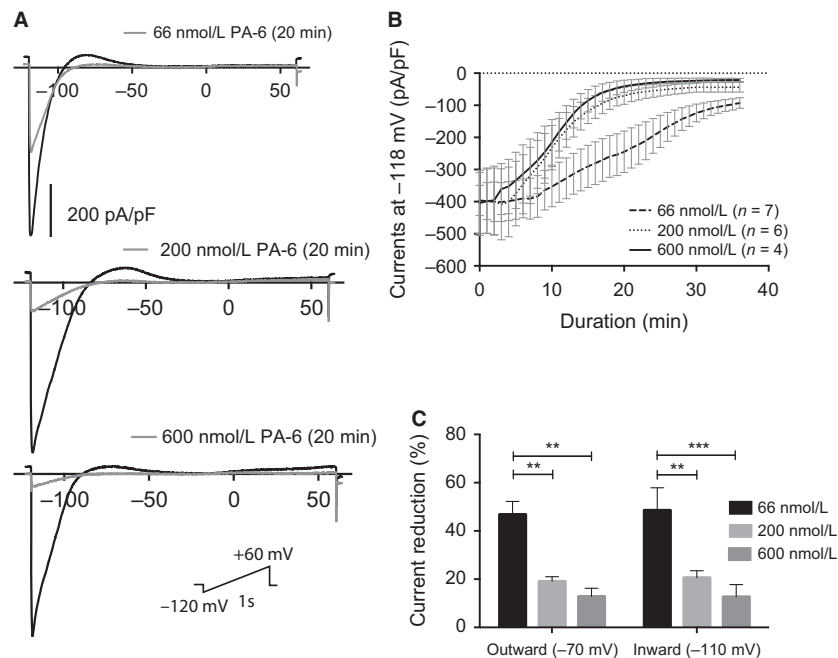 A
66 nmol/L PA-6 (20 min)
−100 −50 0 50
200 pA/pF
200 nmol/L PA-6 (20 min)
−100 −50 0 50
600 nmol/L PA-6 (20 min)
−100 −50 0 50
+60 mV
−120 mV 1s
B
Currents at −118 mV (pA/pF)
0
−100
−200
−300
−400
−500
−600
66 nmol/L (n = 7)
200 nmol/L (n = 6)
600 nmol/L (n = 4)
0 10 20 30 40
Duration (min)
C
Current reduction (%)
80
60
40
20
0
** ***
** **
66 nmol/L
200 nmol/L
600 nmol/L
Outward (−70 mV) Inward (−110 mV)